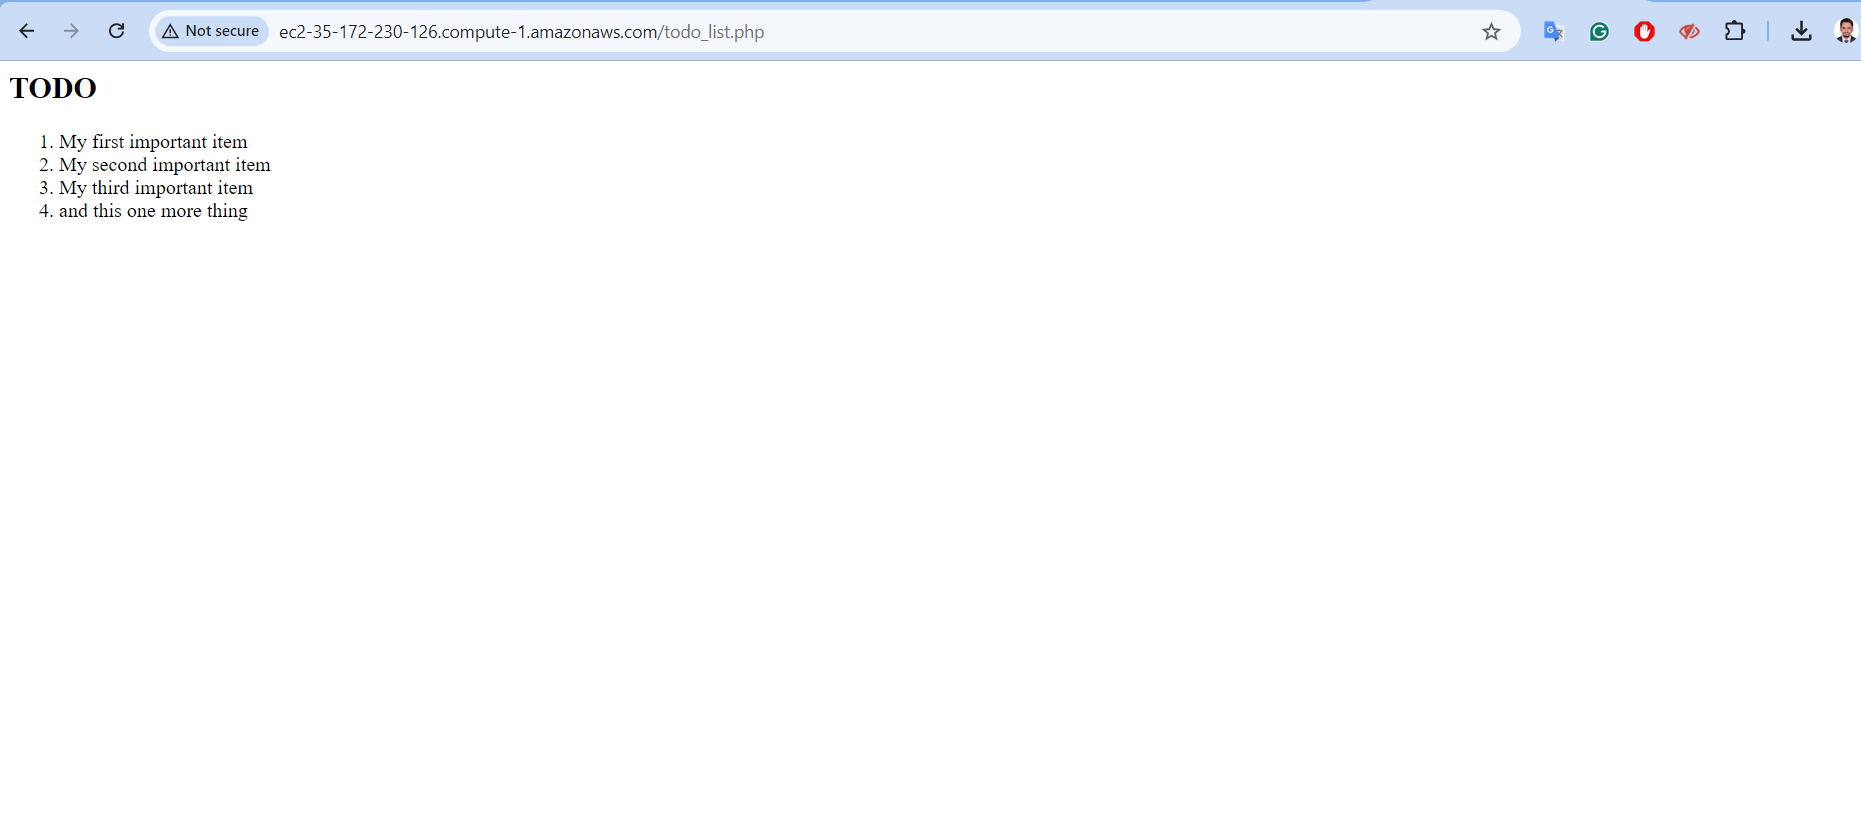 Not secure ec2-35-172-230-126.compute-1.amazonaws.com/todo_list.php
TODO
1. My first important item
2. My second important item
3. My third important item
4. and this one more thing